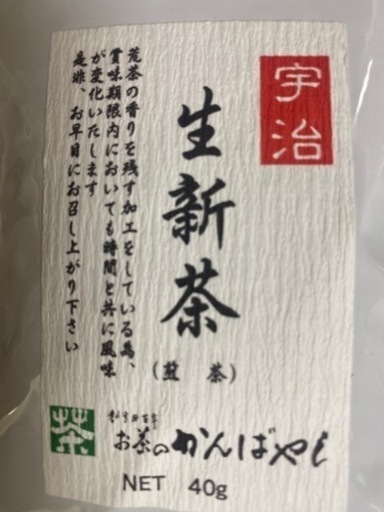 宇治
生新茶
(煎茶)
荒茶の香りを残す加工をしている為、
賞味期限内においても時間と共に風味
が変化いたします
是非、お早目にお召し上がり下さい
茶
お茶のかんばやし
NET 40g